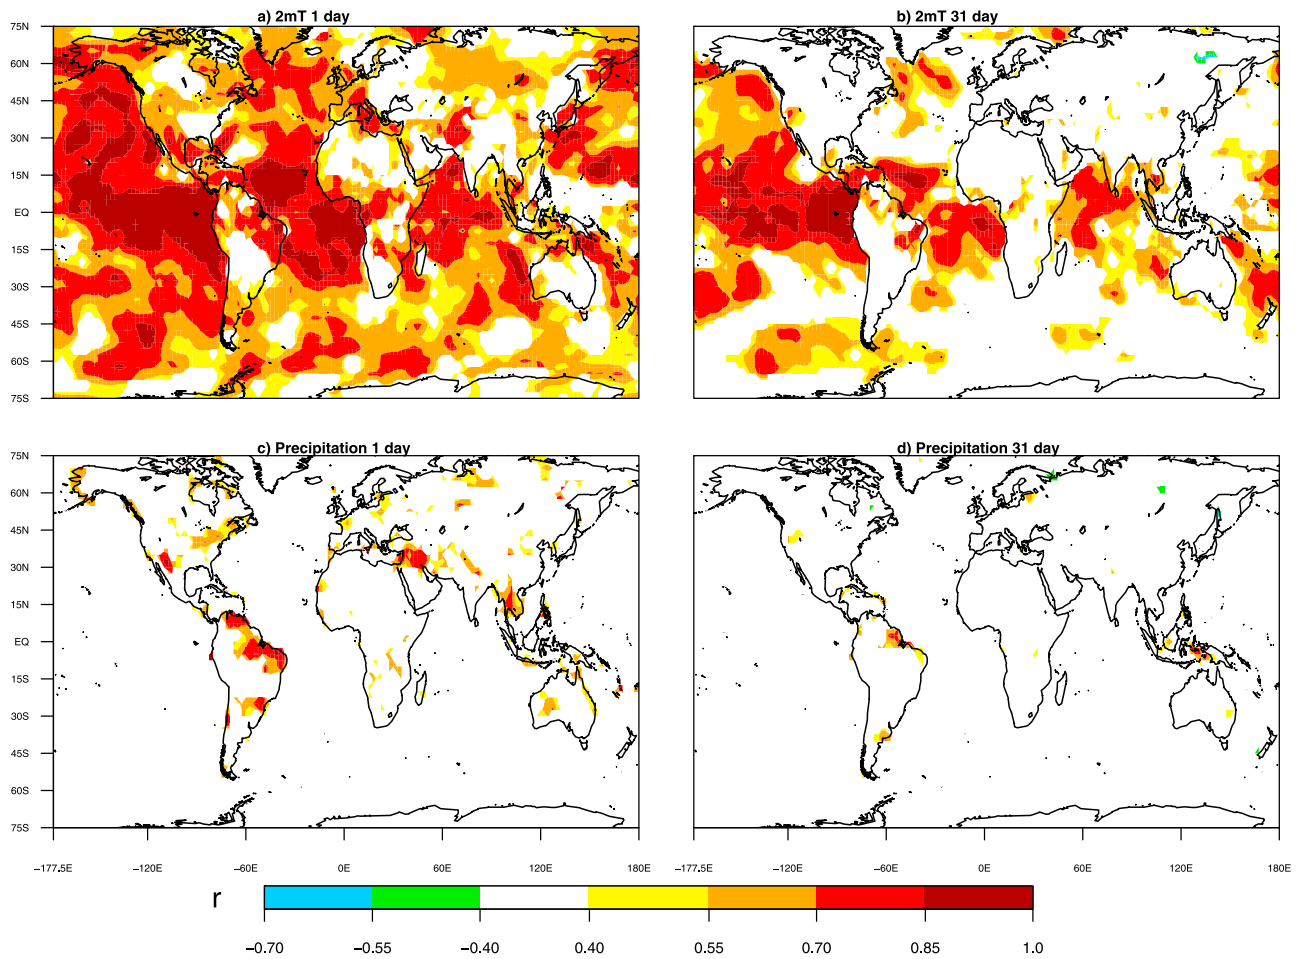 a) 2mT 1 day
b) 2mT 31 day
75N
60N
45N
30N
15N
EQ
15S
30S
45S
60S
75S
c) Precipitation 1 day
d) Precipitation 31 day
75N
60N
45N
30N
15N
EQ
15S
30S
45S
60S
75S
−177.5E −120E −60E 0E 60E 120E 180E
−177.5E −120E −60E 0E 60E 120E 180E
r
−0.70 −0.55 −0.40 0.40 0.55 0.70 0.85 1.0